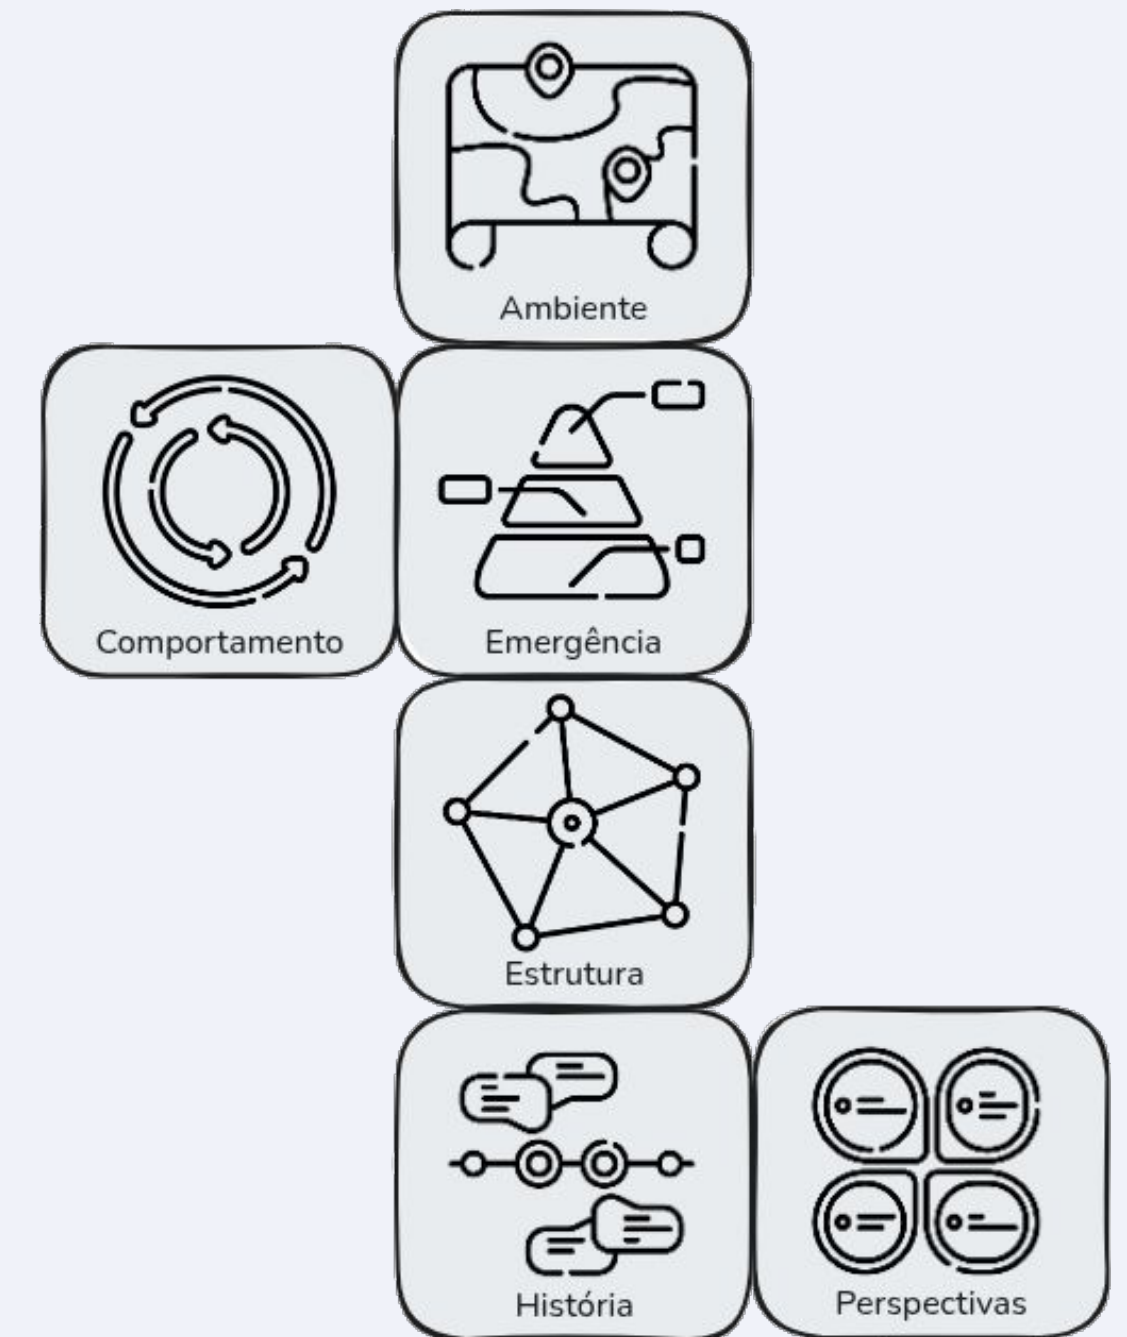 Ambiente
Comportamento
Emergência
Estrutura
História
Perspectivas